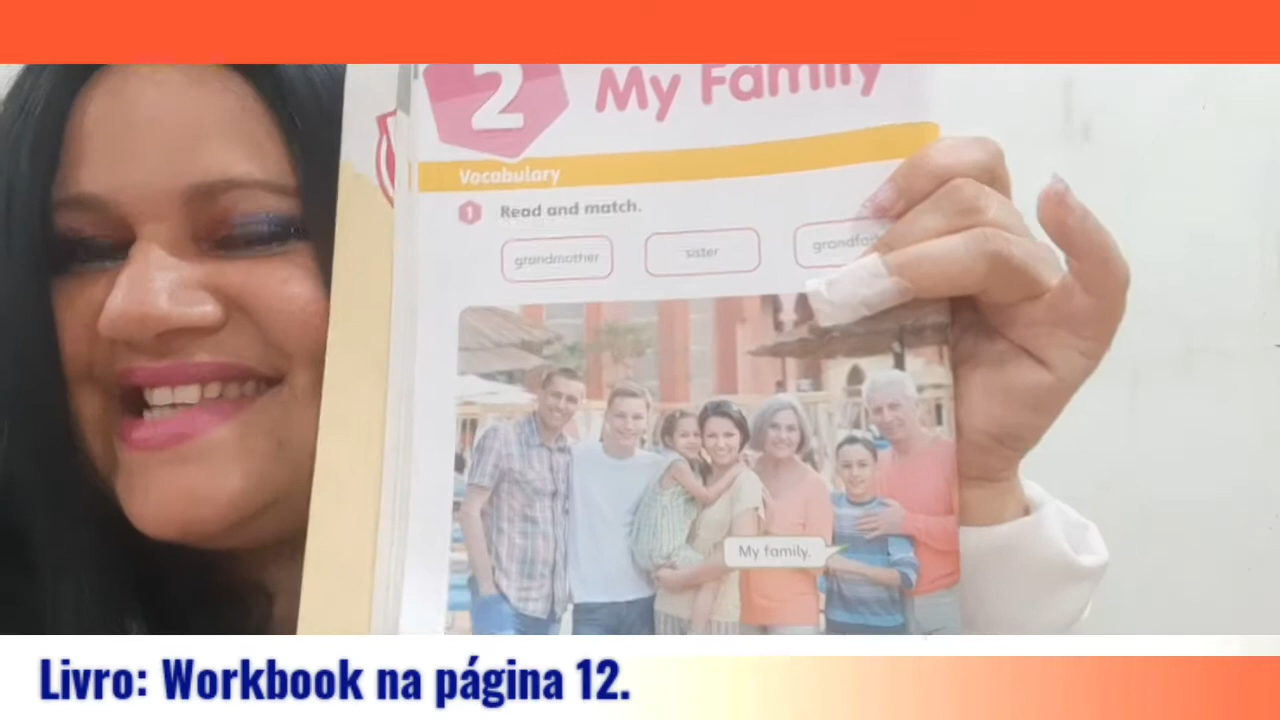 2 My Family
Vocabulary
1 Read and match.
grandmother sister
My family.
Livro: Workbook na página 12.